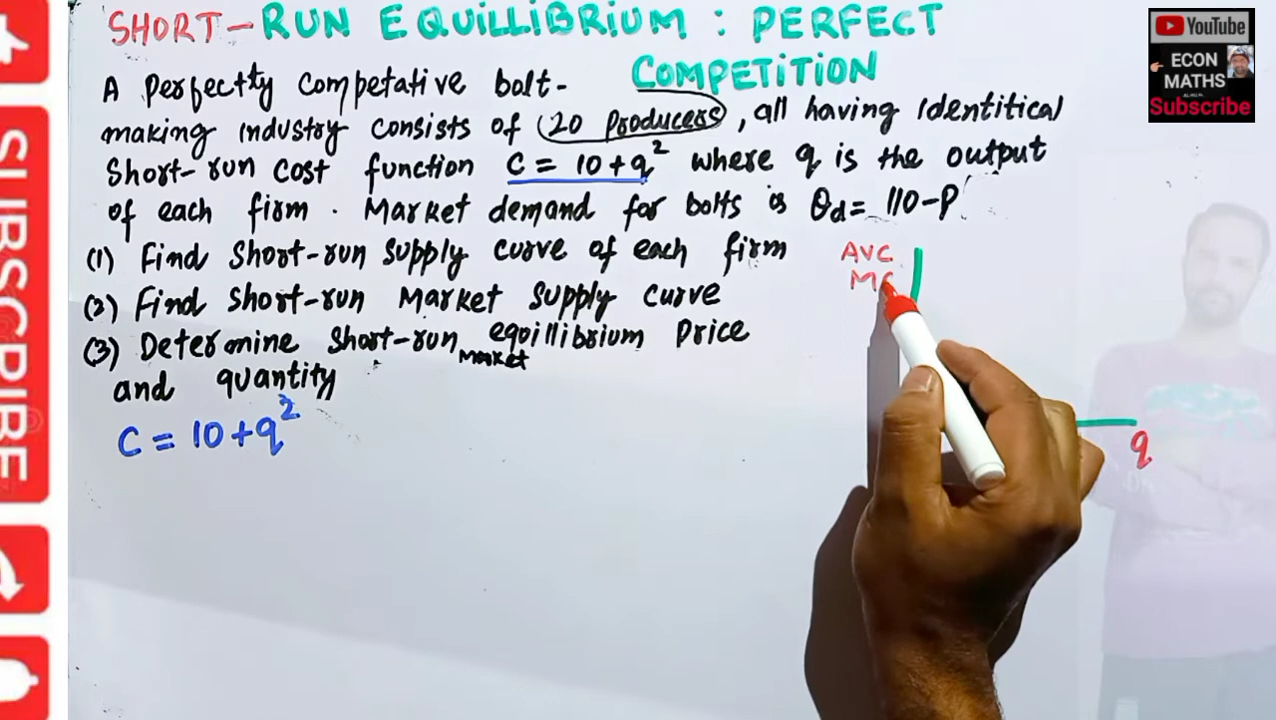 SHORT-RUN EQUILLIBRIUM : PERFECT
COMPETITION
A Perfectty competative bolt-
making industry consists of 20 producers, all having identitical
Short-run cost function C = 10+q² where q is the output
of each firm. Market demand for bolts is Qd = 110-P
(1) Find short-run supply curve of each firm
(2) Find short-run Market supply curve
(3) Determine short-run eqoillibrium Price
market
and quantity
C = 10+q²
AVC
MC
q
YouTube
ECON
MATHS
Subscribe
SUBSCRIBE